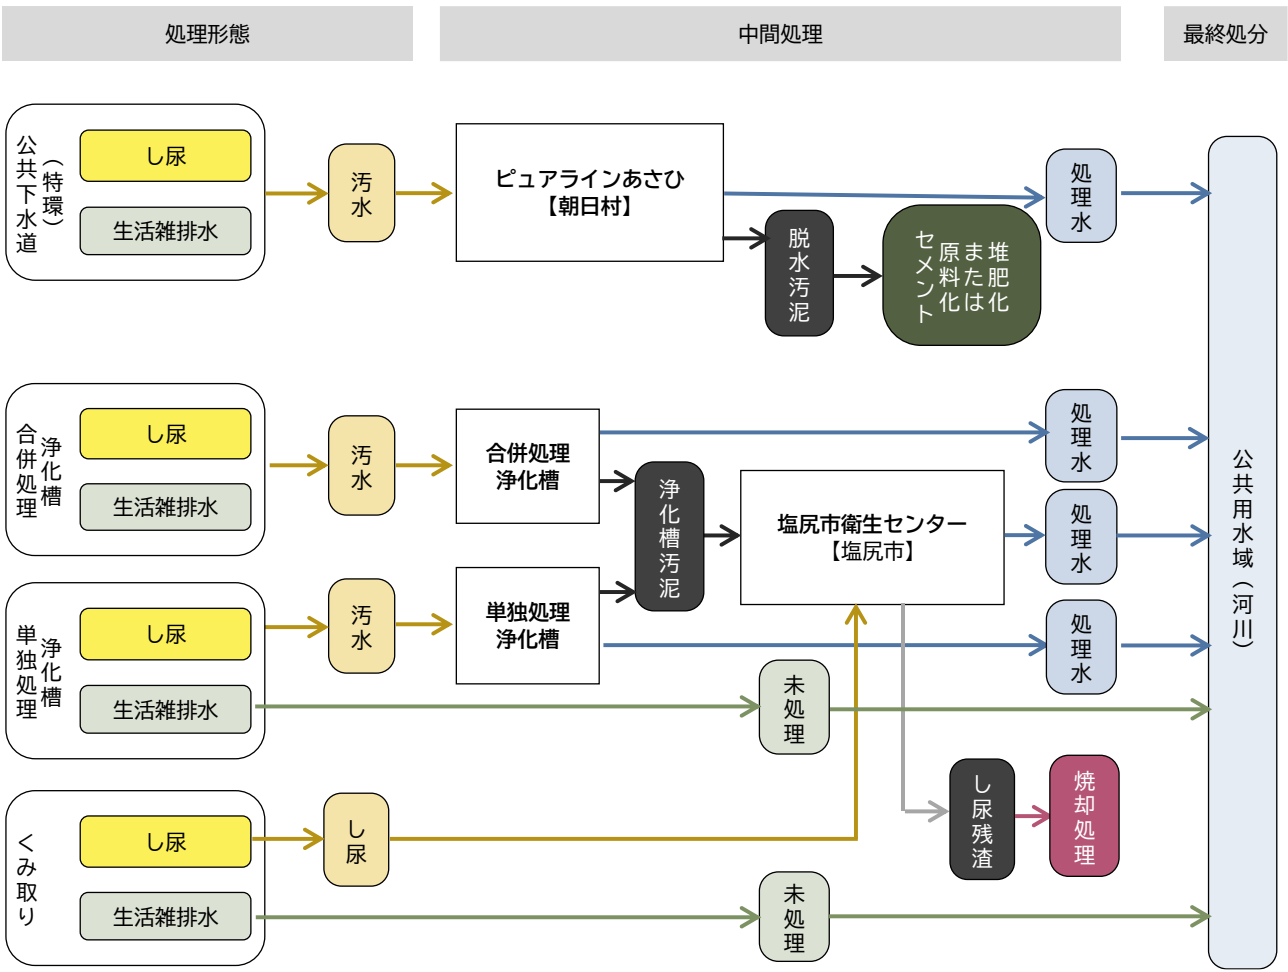 処理形態
中間処理
最終処分
公共下水道
（特環）
し尿
生活雑排水
汚水
ピュアラインあさひ
【朝日村】
処理水
脱水汚泥
堆肥化
または
原料化
セメント
合併処理
浄化槽
し尿
生活雑排水
汚水
合併処理
浄化槽
処理水
浄化槽汚泥
塩尻市衛生センター
【塩尻市】
処理水
公共用水域（河川）
単独処理
浄化槽
し尿
生活雑排水
汚水
単独処理
浄化槽
処理水
未処理
くみ取り
し尿
生活雑排水
し尿
し尿残渣
焼却処理
未処理